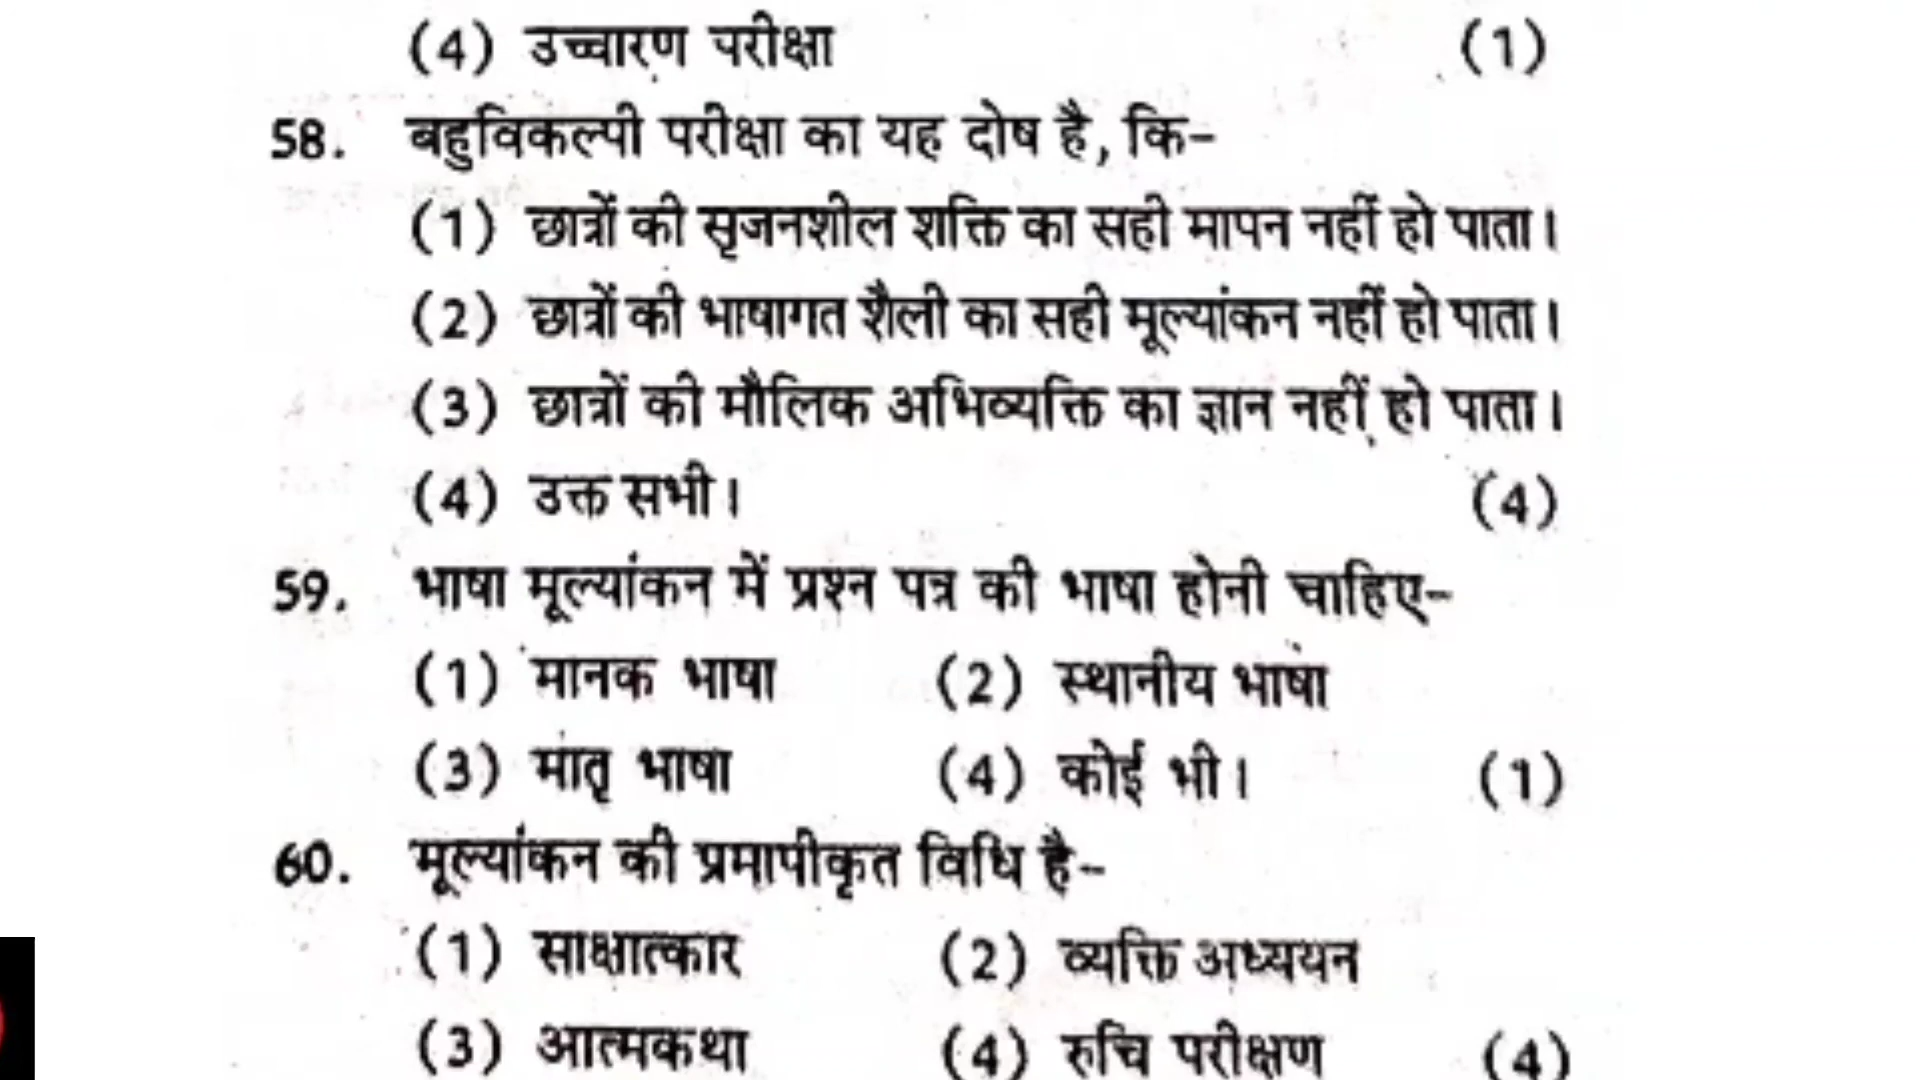 (4) उच्चारण परीक्षा (1)
58. बहुविकल्पी परीक्षा का यह दोष है, कि-
(1) छात्रों की सृजनशील शक्ति का सही मापन नहीं हो पाता।
(2) छात्रों की भाषागत शैली का सही मूल्यांकन नहीं हो पाता।
(3) छात्रों की मौलिक अभिव्यक्ति का ज्ञान नहीं हो पाता।
(4) उक्त सभी। (4)
59. भाषा मूल्यांकन में प्रश्न पत्र की भाषा होनी चाहिए-
(1) मानक भाषा (2) स्थानीय भाषा
(3) मातृ भाषा (4) कोई भी। (1)
60. मूल्यांकन की प्रमापीकृत विधि है-
(1) साक्षात्कार (2) व्यक्ति अध्ययन
(3) आत्मकथा (4) रुचि परीक्षण (4)